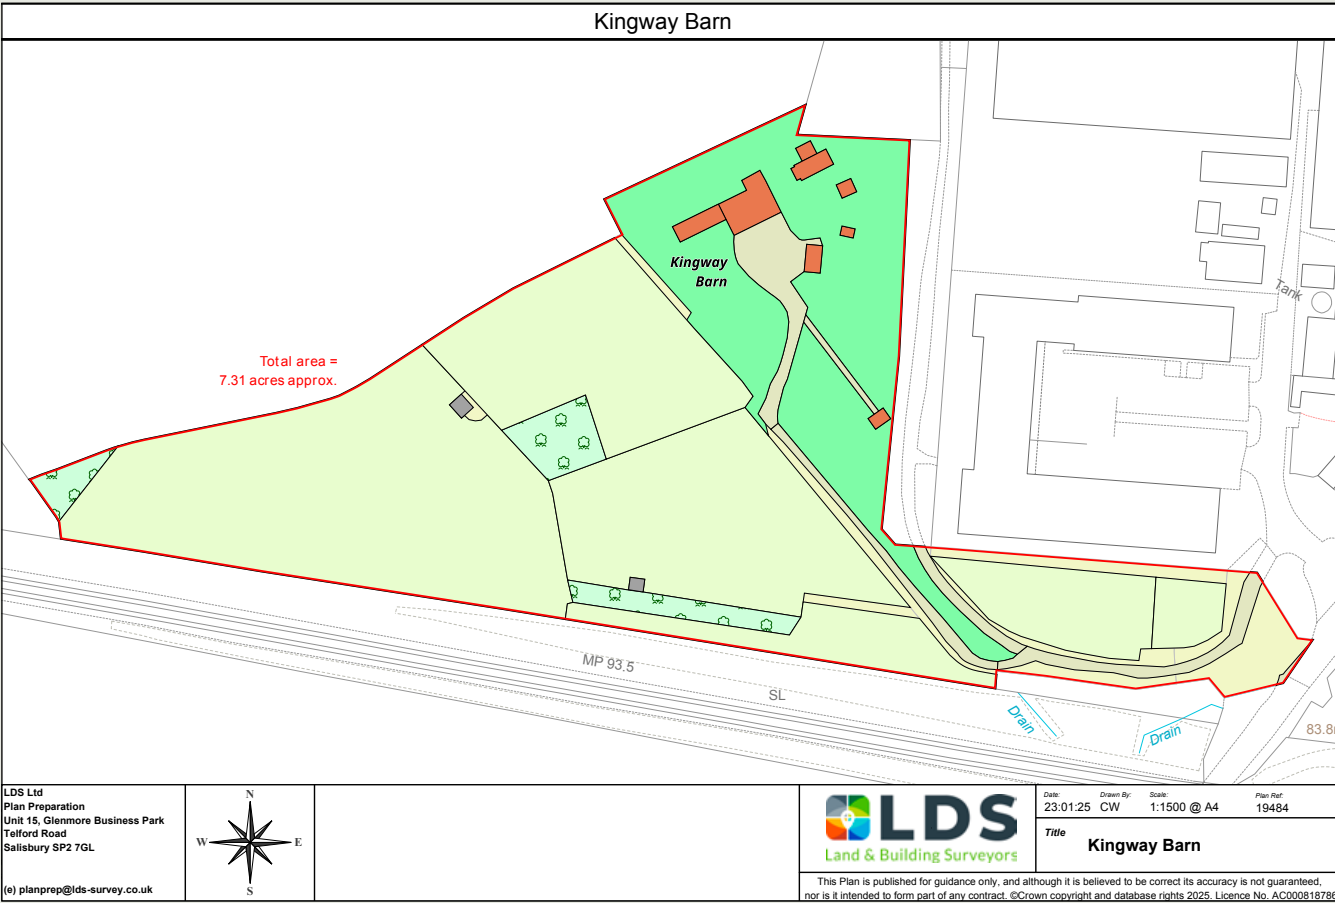 Kingway Barn
Tank
Kingway
Barn
Total area =
7.31 acres approx.
MP 93.5
SL
Drain
Drain
83.8
LDS Ltd
Plan Preparation
Unit 15, Glenmore Business Park
Telford Road
Salisbury SP2 7GL
(e) planprep@lds-survey.co.uk
N
W E
S
LDS
Land & Building Surveyors
Date: Drawn By: Scale: Plan Ref:
23:01:25 CW 1:1500 @ A4 19484
Title
Kingway Barn
This Plan is published for guidance only, and although it is believed to be correct its accuracy is not guaranteed,
nor is it intended to form part of any contract. ©Crown copyright and database rights 2025. Licence No. AC000818786